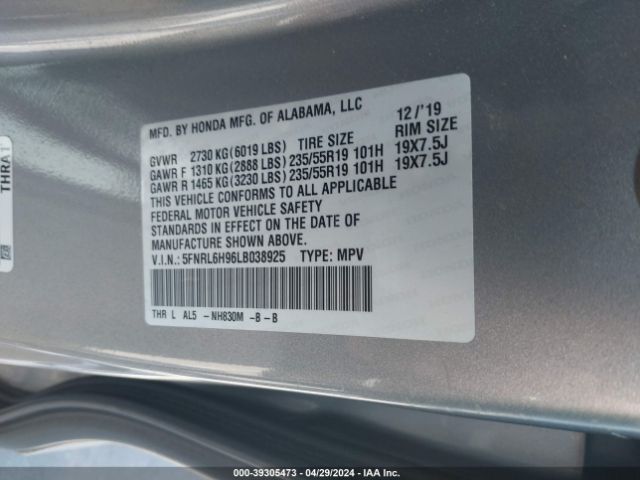 MFD. BY HONDA MFG. OF ALABAMA, LLC 12/'19
GVWR 2730 KG(6019 LBS) TIRE SIZE RIM SIZE
GAWR F 1310 KG(2888 LBS) 235/55R19 101H 19X7.5J
GAWR R 1465 KG(3230 LBS) 235/55R19 101H 19X7.5J
THIS VEHICLE CONFORMS TO ALL APPLICABLE
FEDERAL MOTOR VEHICLE SAFETY
STANDARDS IN EFFECT ON THE DATE OF
MANUFACTURE SHOWN ABOVE.
V.I.N.: 5FNRL6H96LB038925 TYPE: MPV
THR L AL5 -NH830M -B-B
THRA1
000-39305473 - 04/29/2024 - IAA Inc.